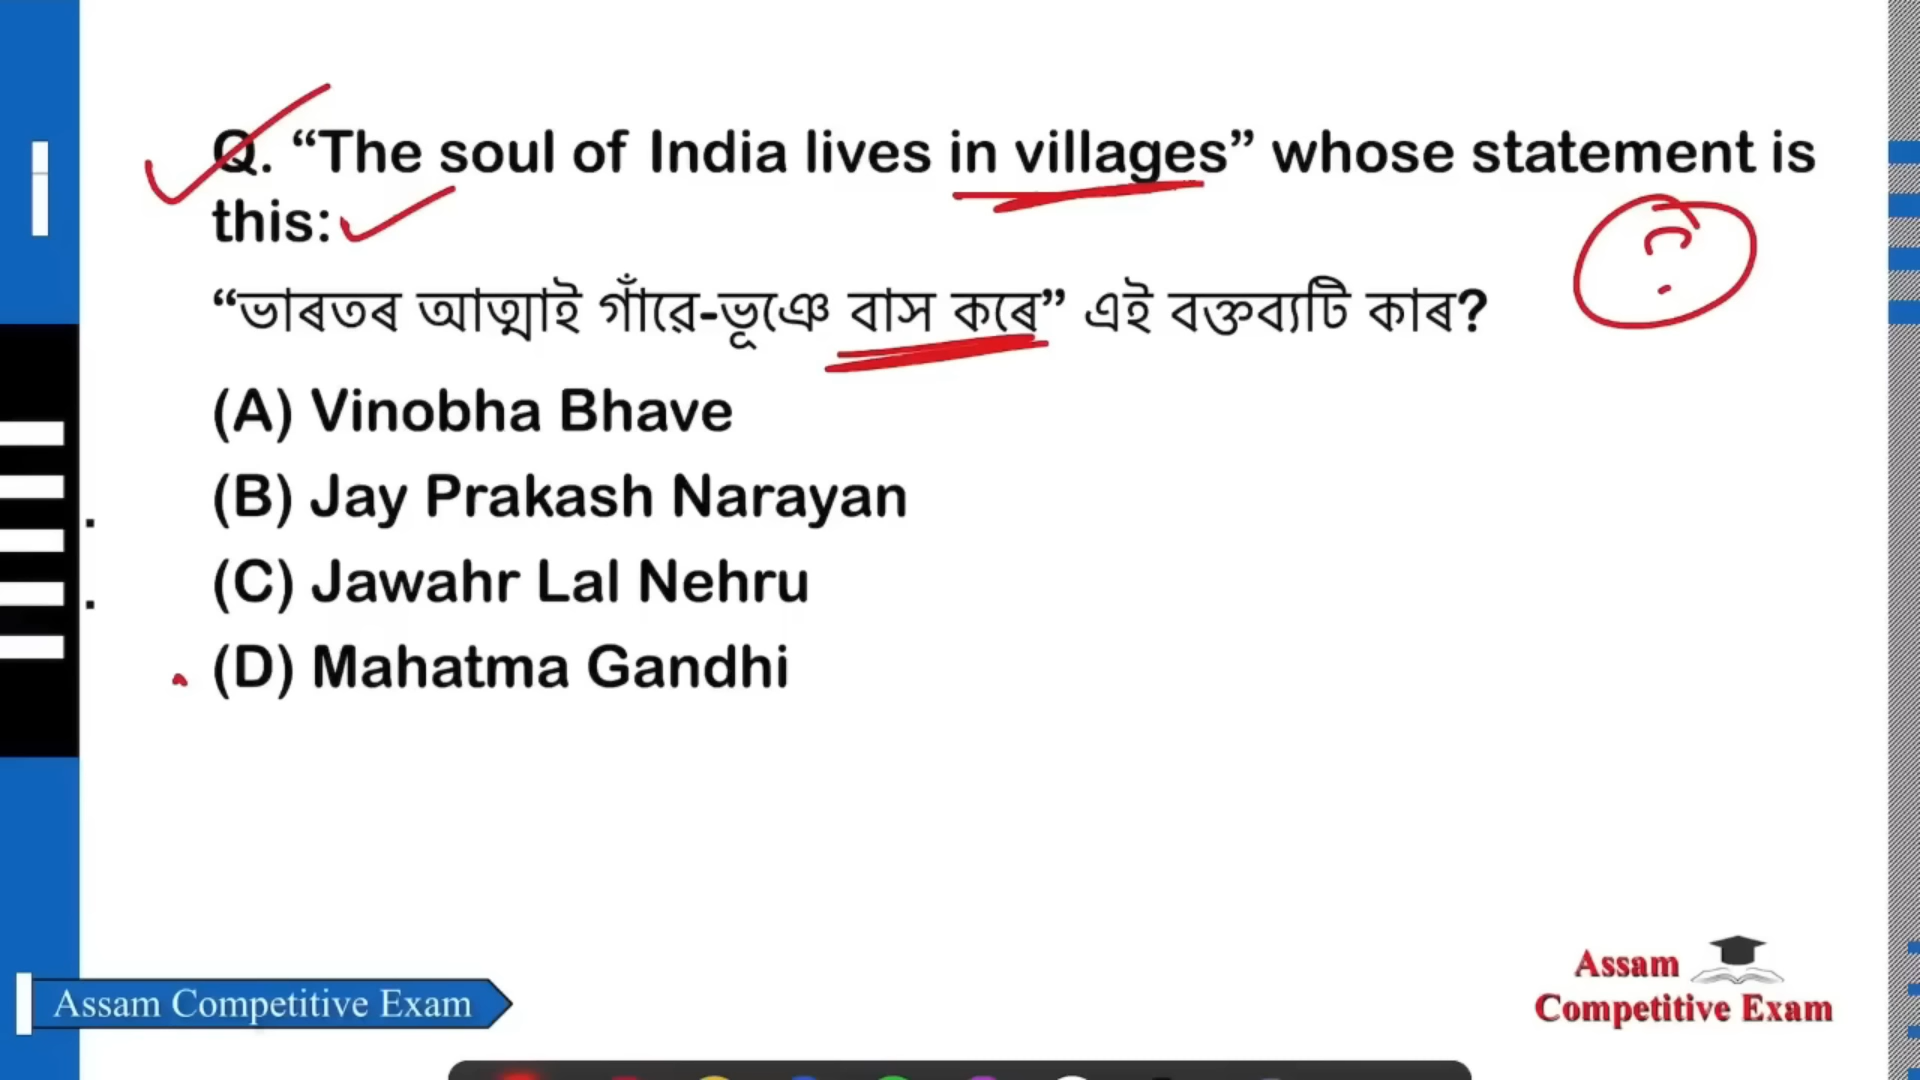 Q. “The soul of India lives in villages” whose statement is
this:
?
“ভাৰতৰ আত্মাই গাঁৱে-ভূঞে বাস কৰে” এই বক্তব্যটি কাৰ?
(A) Vinobha Bhave
(B) Jay Prakash Narayan
(C) Jawahr Lal Nehru
(D) Mahatma Gandhi
Assam Competitive Exam
Assam
Competitive Exam